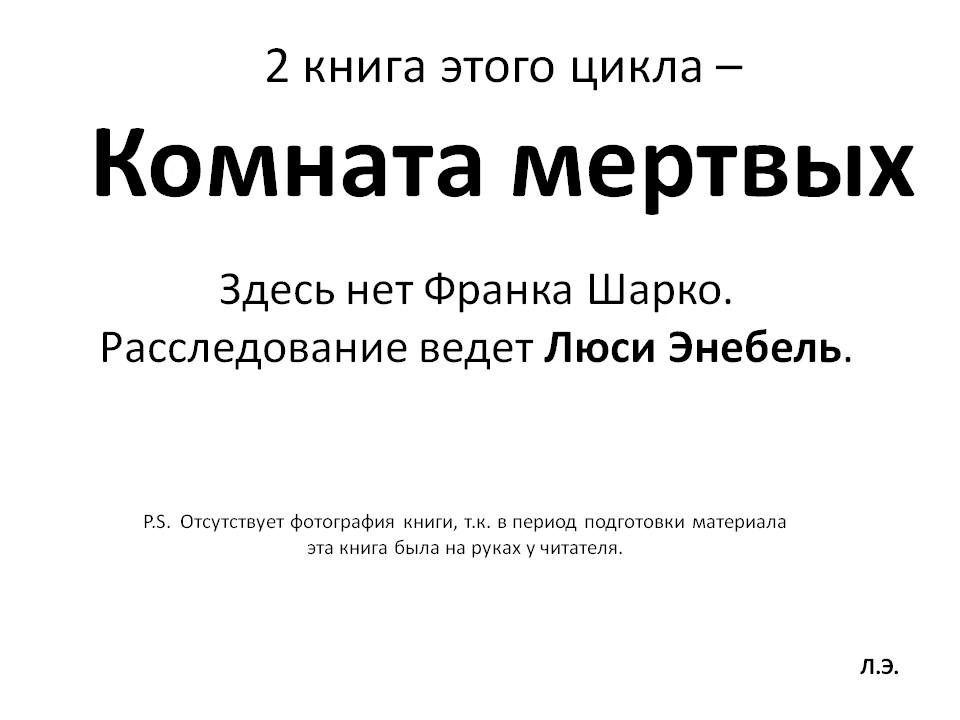 2 книга этого цикла –
Комната мертвых
Здесь нет Франка Шарко.
Расследование ведет Люси Энебель.
P.S. Отсутствует фотография книги, т.к. в период подготовки материала
эта книга была на руках у читателя.
Л.Э.